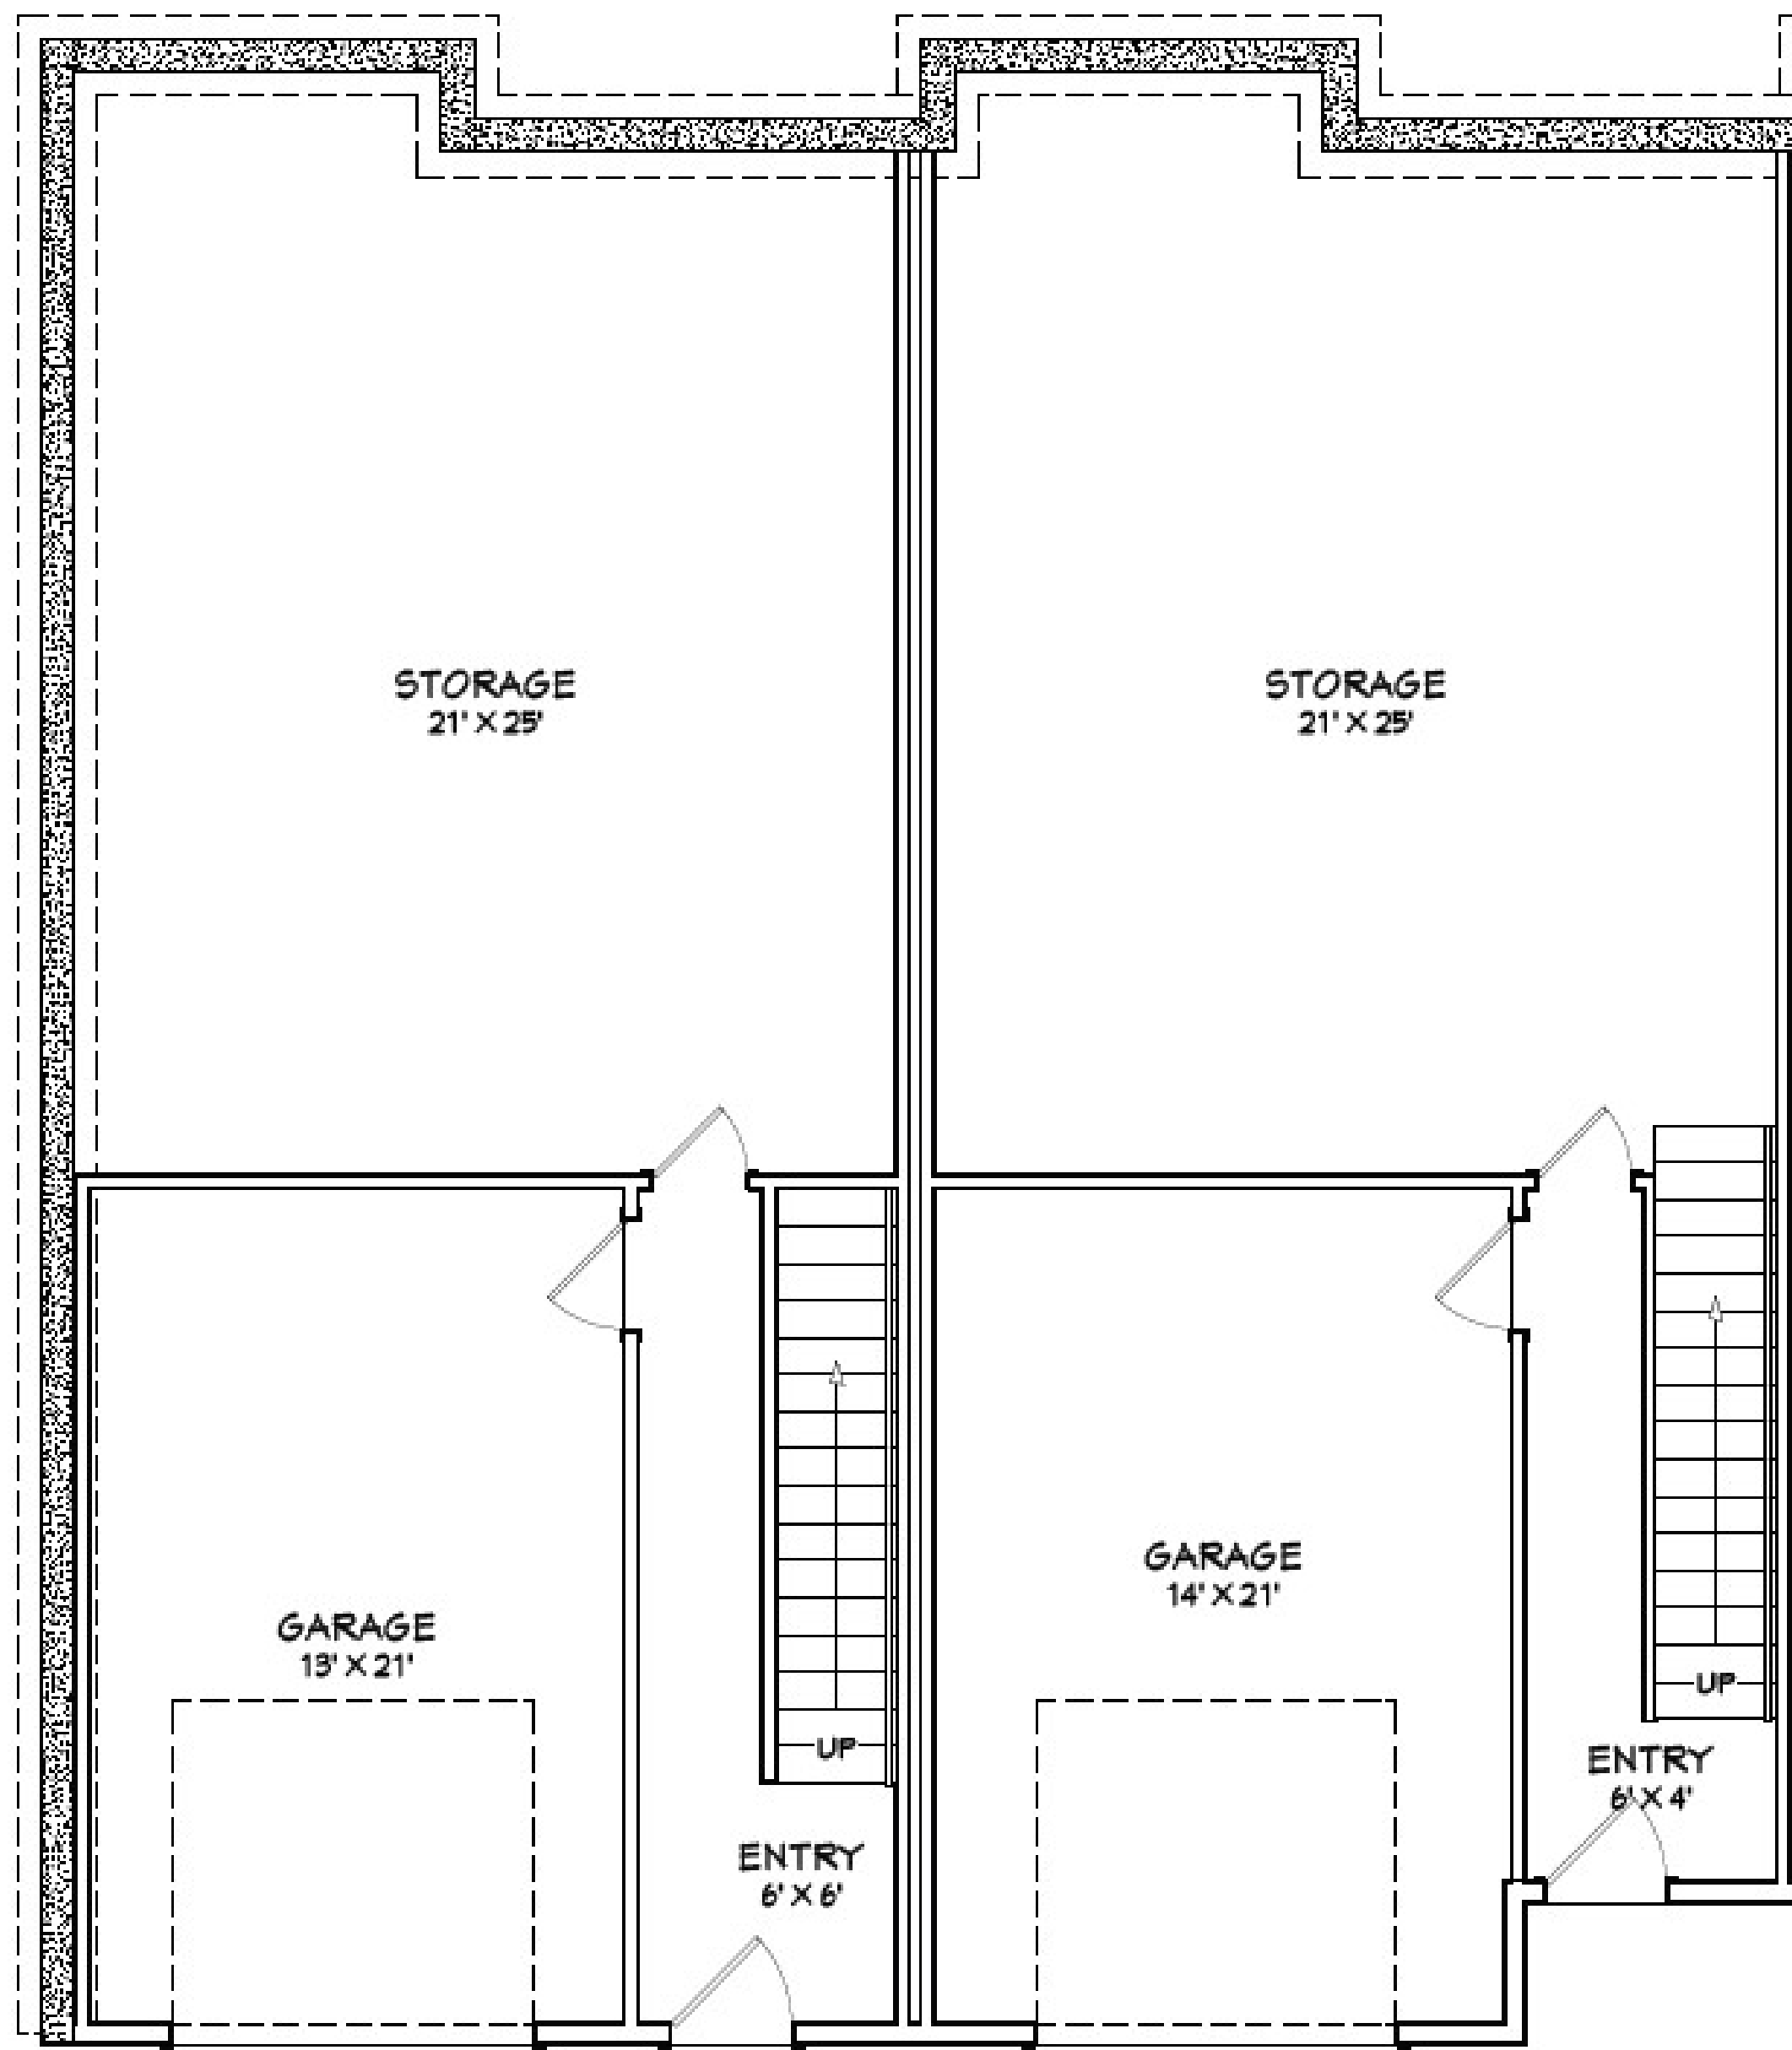 STORAGE
21' X 25'
STORAGE
21' X 25'
GARAGE
13' X 21'
UP
ENTRY
6' X 6'
GARAGE
14' X 21'
UP
ENTRY
6' X 4'